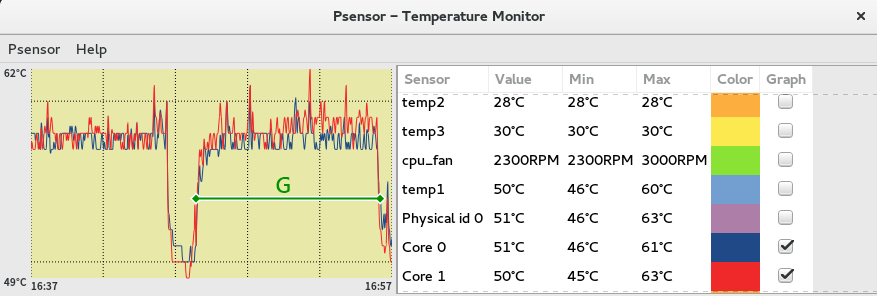 Psensor – Temperature Monitor
Psensor Help
62°C
G
49°C
16:37 16:57
Sensor Value Min Max Color Graph
temp2 28°C 28°C 28°C
temp3 30°C 30°C 30°C
cpu_fan 2300RPM 2300RPM 3000RPM
temp1 50°C 46°C 60°C
Physical id 0 51°C 46°C 63°C
Core 0 51°C 46°C 61°C
Core 1 50°C 45°C 63°C